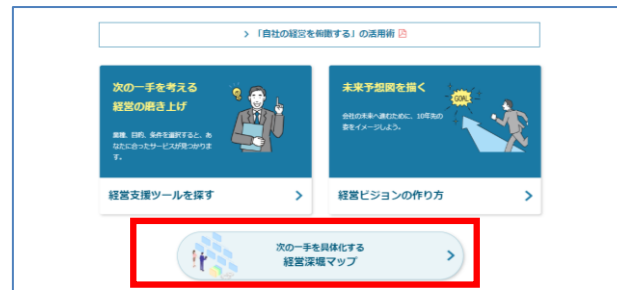 「自社の経営を俯瞰する」の活用術
次の一手を考える
経営の磨き上げ
業種、目的、条件を選択すると、あ
なたに合ったサービスが見つかりま
す。
経営支援ツールを探す
未来予想図を描く
会社の未来へ進むために、10年先の
姿をイメージしよう。
GOAL
経営ビジョンの作り方
次の一手を具体化する
経営深堀マップ